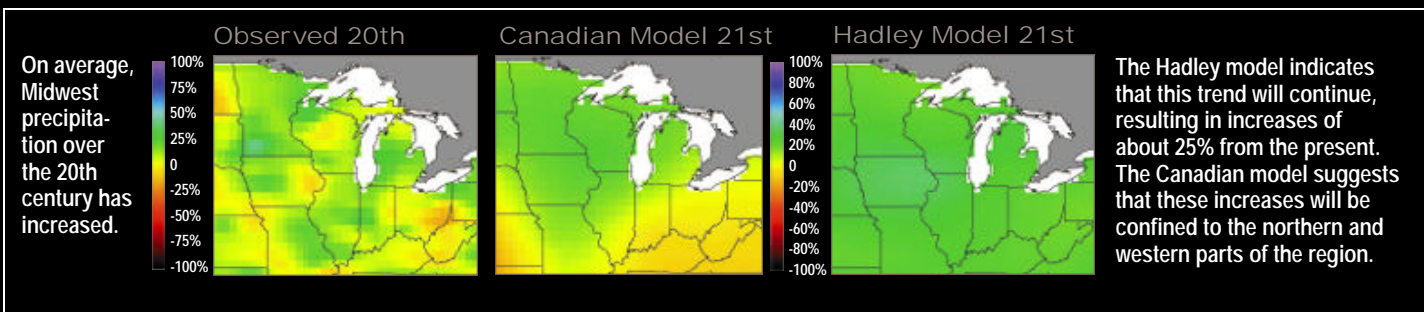 On average,
Midwest
precipita-
tion over
the 20th
century has
increased.
Observed 20th
100%
75%
50%
25%
0
-25%
-50%
-75%
-100%
Canadian Model 21st
100%
80%
60%
40%
20%
0
-20%
-40%
-60%
-80%
-100%
Hadley Model 21st
The Hadley model indicates
that this trend will continue,
resulting in increases of
about 25% from the present.
The Canadian model suggests
that these increases will be
confined to the northern and
western parts of the region.